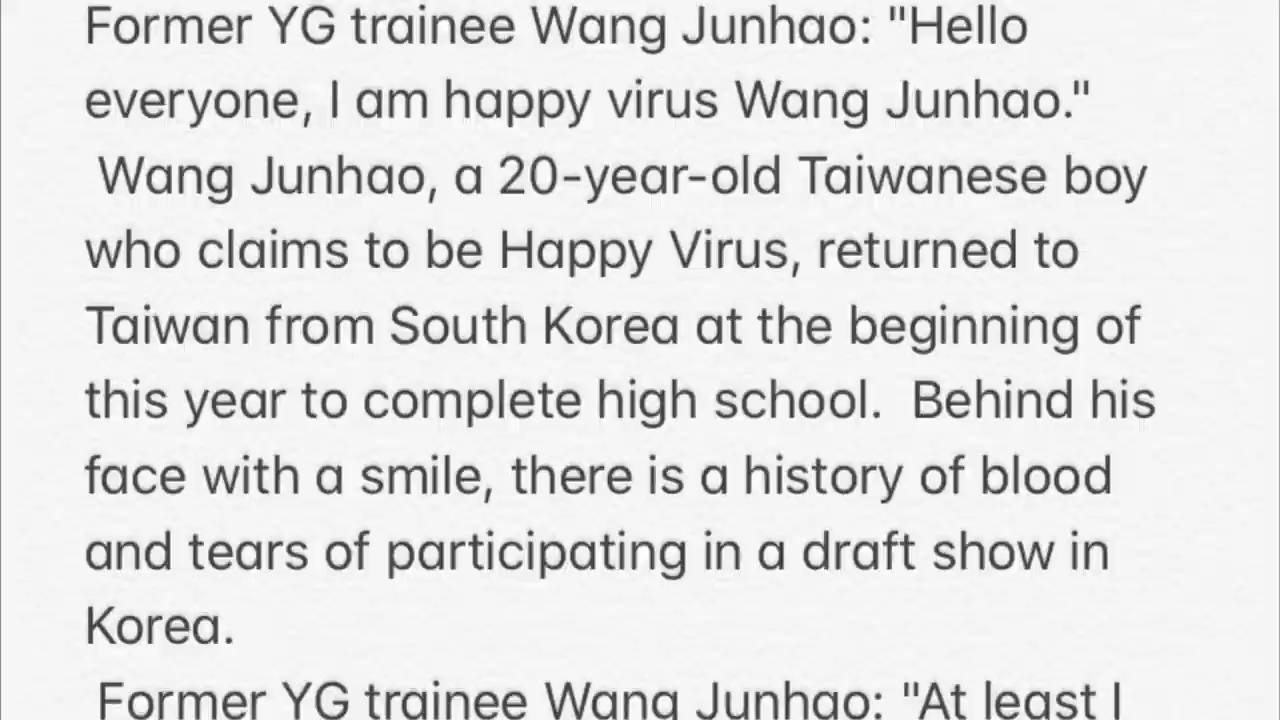 Former YG trainee Wang Junhao: "Hello
everyone, I am happy virus Wang Junhao."
Wang Junhao, a 20-year-old Taiwanese boy
who claims to be Happy Virus, returned to
Taiwan from South Korea at the beginning of
this year to complete high school.  Behind his
face with a smile, there is a history of blood
and tears of participating in a draft show in
Korea.
Former YG trainee Wang Junhao: "At least I